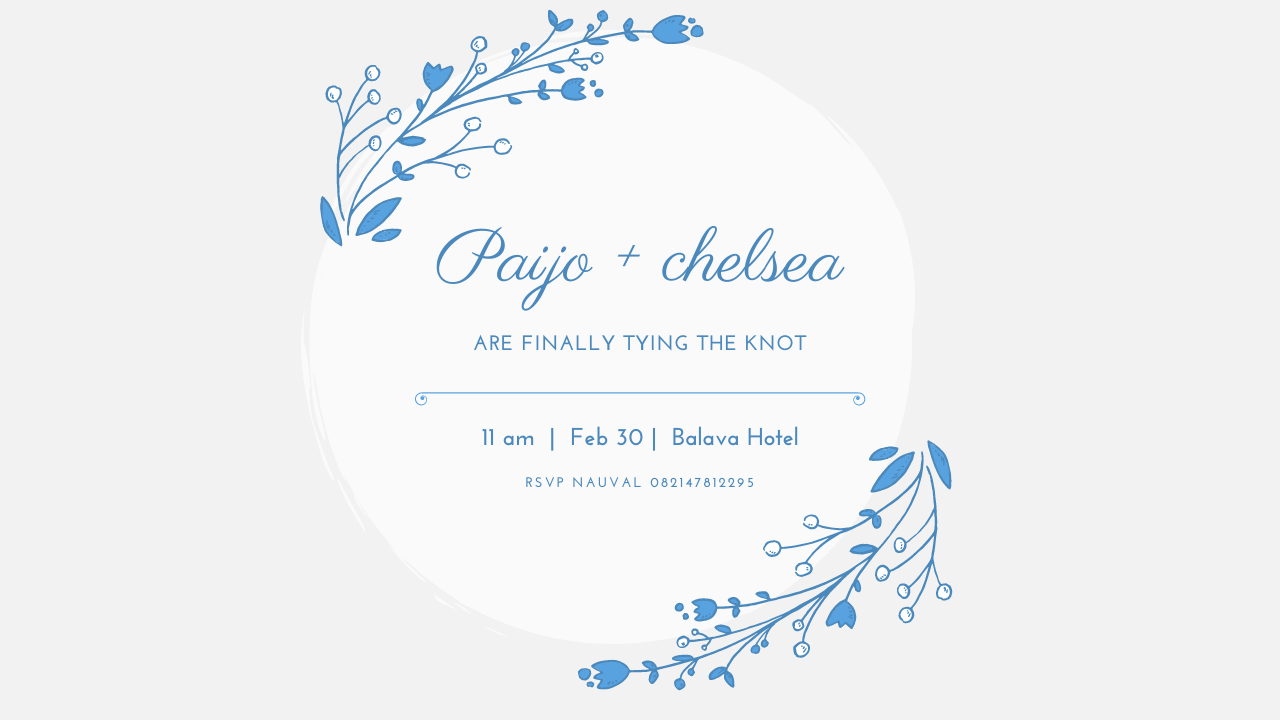 Paijo + chelsea
ARE FINALLY TYING THE KNOT
11 am | Feb 30 | Balava Hotel
RSVP NAUVAL 082147812295